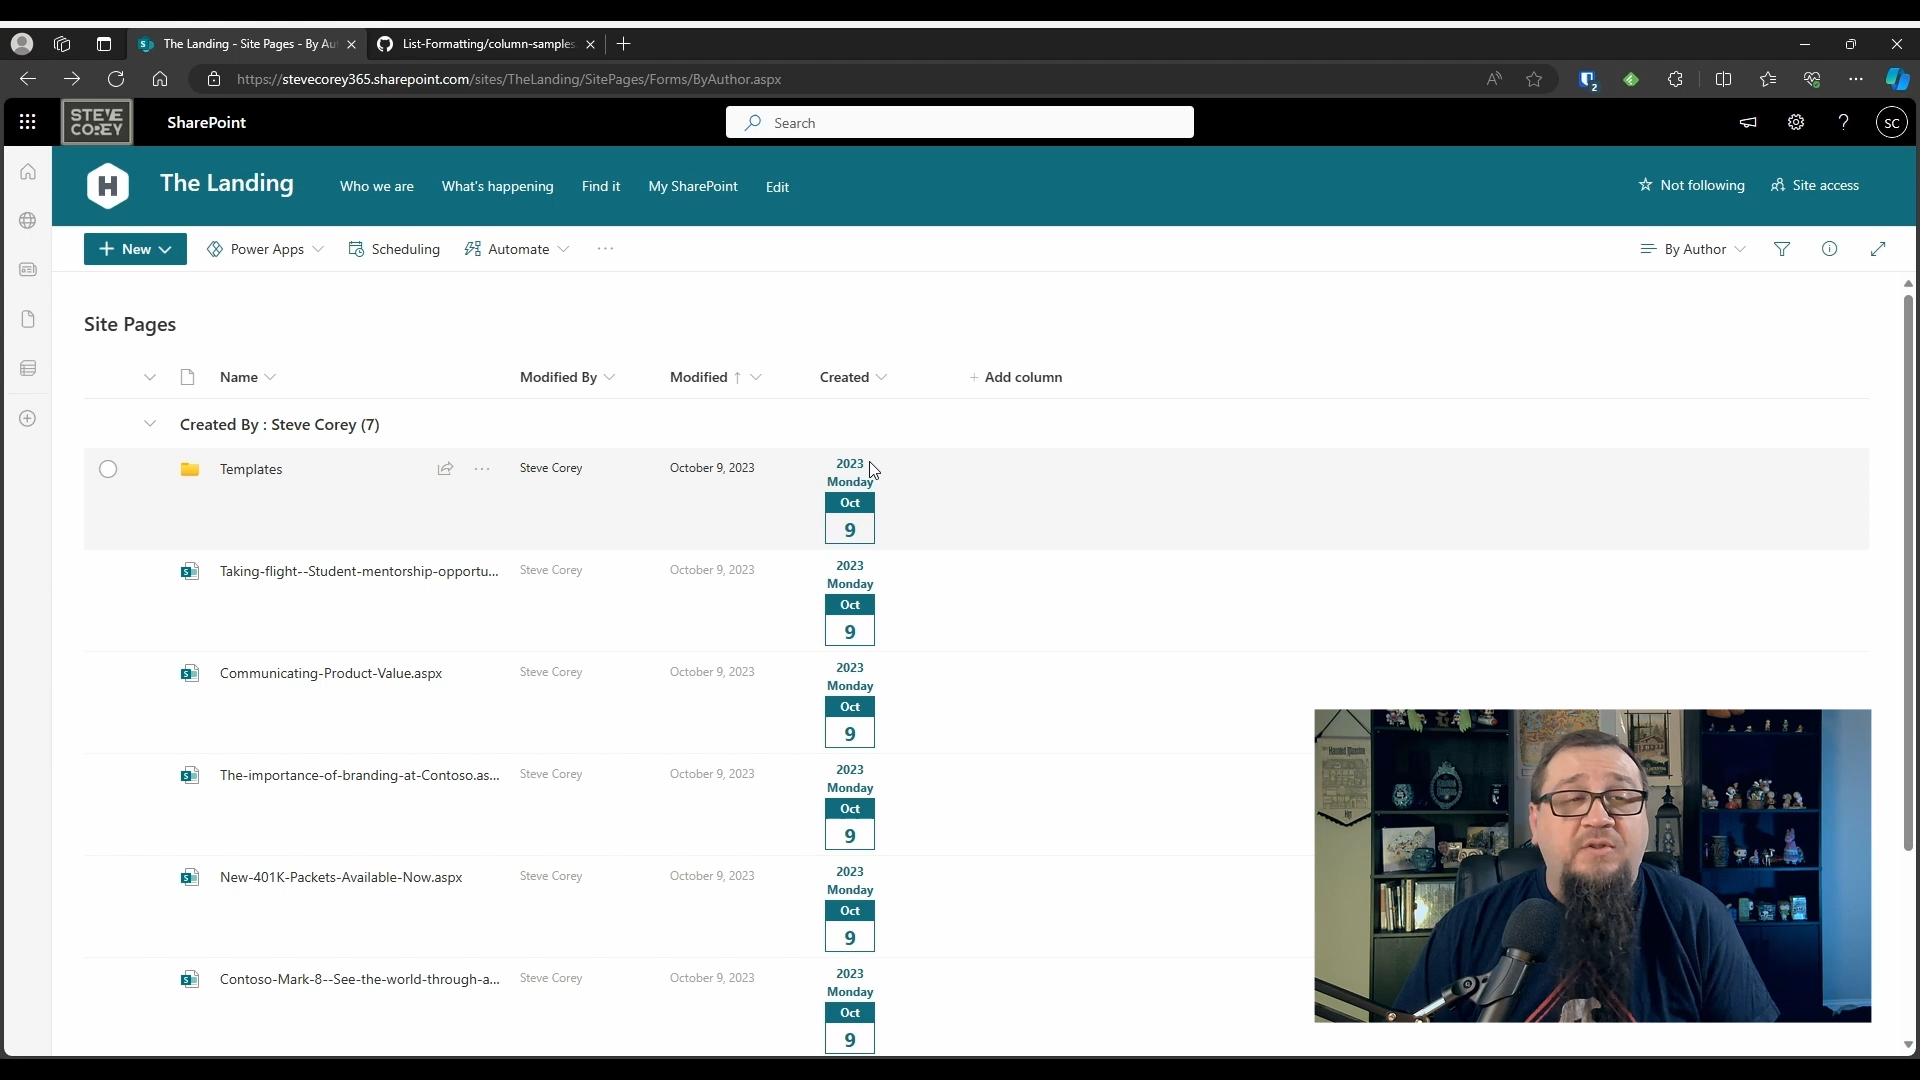 The Landing - Site Pages - By Au
List-Formatting/column-samples
https://stevecorey365.sharepoint.com/sites/TheLanding/SitePages/Forms/ByAuthor.aspx
2
STEVE
COREY
SharePoint
Search
?
SC
H
The Landing
Who we are
What's happening
Find it
My SharePoint
Edit
Not following
Site access
New
Power Apps
Scheduling
Automate
By Author
Site Pages
Name
Modified By
Modified
Created
Add column
Created By : Steve Corey (7)
Templates
Steve Corey
October 9, 2023
2023
Monday
Oct
9
Taking-flight--Student-mentorship-opportu...
Steve Corey
October 9, 2023
2023
Monday
Oct
9
Communicating-Product-Value.aspx
Steve Corey
October 9, 2023
2023
Monday
Oct
9
The-importance-of-branding-at-Contoso.as...
Steve Corey
October 9, 2023
2023
Monday
Oct
9
New-401K-Packets-Available-Now.aspx
Steve Corey
October 9, 2023
2023
Monday
Oct
9
Contoso-Mark-8--See-the-world-through-a...
Steve Corey
October 9, 2023
2023
Monday
Oct
9
Haunted Mansion